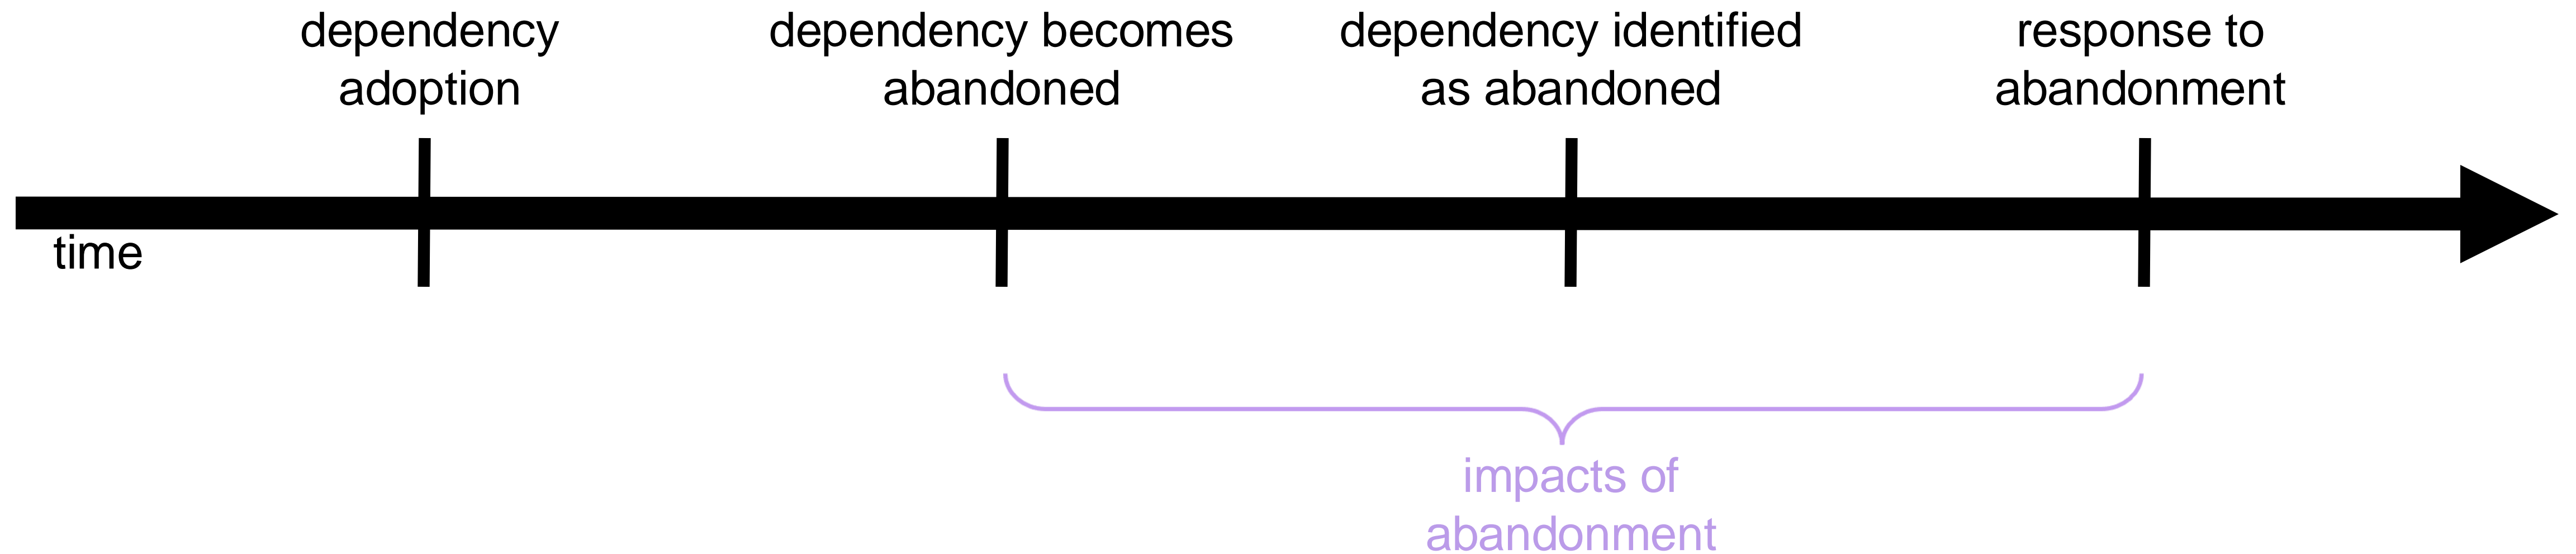 dependency
adoption
dependency becomes
abandoned
dependency identified
as abandoned
response to
abandonment
time
impacts of
abandonment